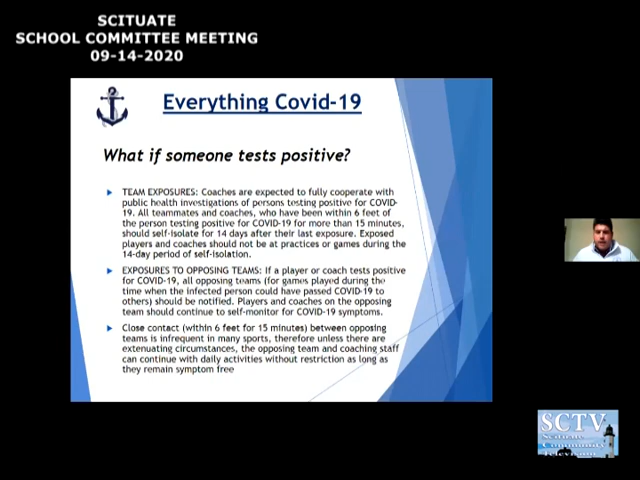 SCITUATE
SCHOOL COMMITTEE MEETING
09-14-2020
Everything Covid-19
What if someone tests positive?
TEAM EXPOSURES: Coaches are expected to fully cooperate with
public health investigations of persons testing positive for COVID-
19. All teammates and coaches, who have been within 6 feet of
the person testing positive for COVID-19 for more than 15 minutes,
should self-isolate for 14 days after their last exposure. Exposed
players and coaches should not be at practices or games during the
14-day period of self-isolation.
EXPOSURES TO OPPOSING TEAMS: If a player or coach tests positive
for COVID-19, all opposing teams (for games played during the
time when the infected person could have passed COVID-19 to
others) should be notified. Players and coaches on the opposing
team should continue to self-monitor for COVID-19 symptoms.
Close contact (within 6 feet for 15 minutes) between opposing
teams is infrequent in many sports, therefore unless there are
extenuating circumstances, the opposing team and coaching staff
can continue with daily activities without restriction as long as
they remain symptom free
SCTV
Scituate
Community
Television